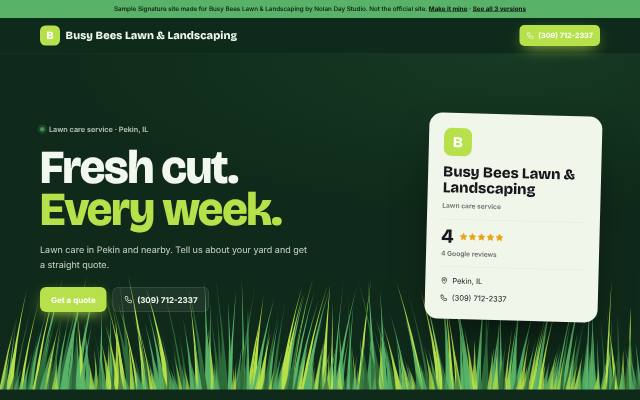 Sample Signature site made for Busy Bees Lawn & Landscaping by Nolan Day Studio. Not the official site. Make it mine · See all 3 versions
B Busy Bees Lawn & Landscaping
(309) 712-2337
Lawn care service · Pekin, IL
Fresh cut.
Every week.
Lawn care in Pekin and nearby. Tell us about your yard and get
a straight quote.
Get a quote
(309) 712-2337
B
Busy Bees Lawn &
Landscaping
Lawn care service
4
4 Google reviews
Pekin, IL
(309) 712-2337